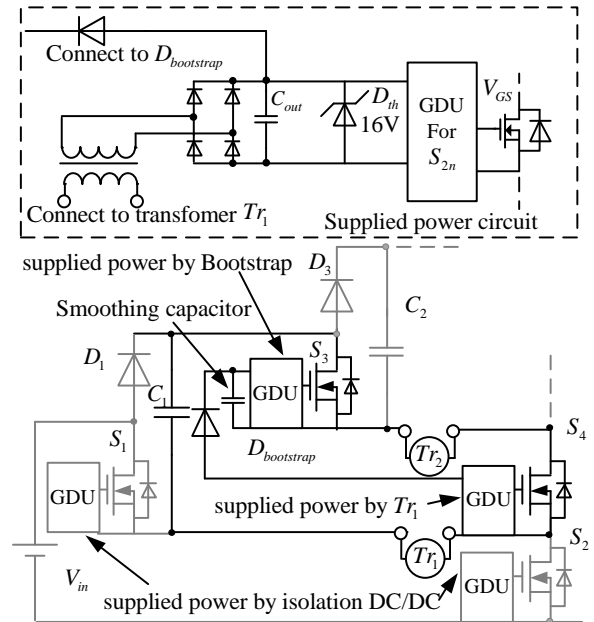 Connect to D_bootstrap
C_out
D_th
16V
GDU
For
S_2n
V_GS
Connect to transfomer Tr_1
Supplied power circuit
supplied power by Bootstrap
D_3
Smoothing capacitor
C_2
D_1
S_3
C_1
GDU
S_1
D_bootstrap
Tr_2
S_4
GDU
supplied power by Tr_1
GDU
S_2
Tr_1
V_in
GDU
supplied power by isolation DC/DC